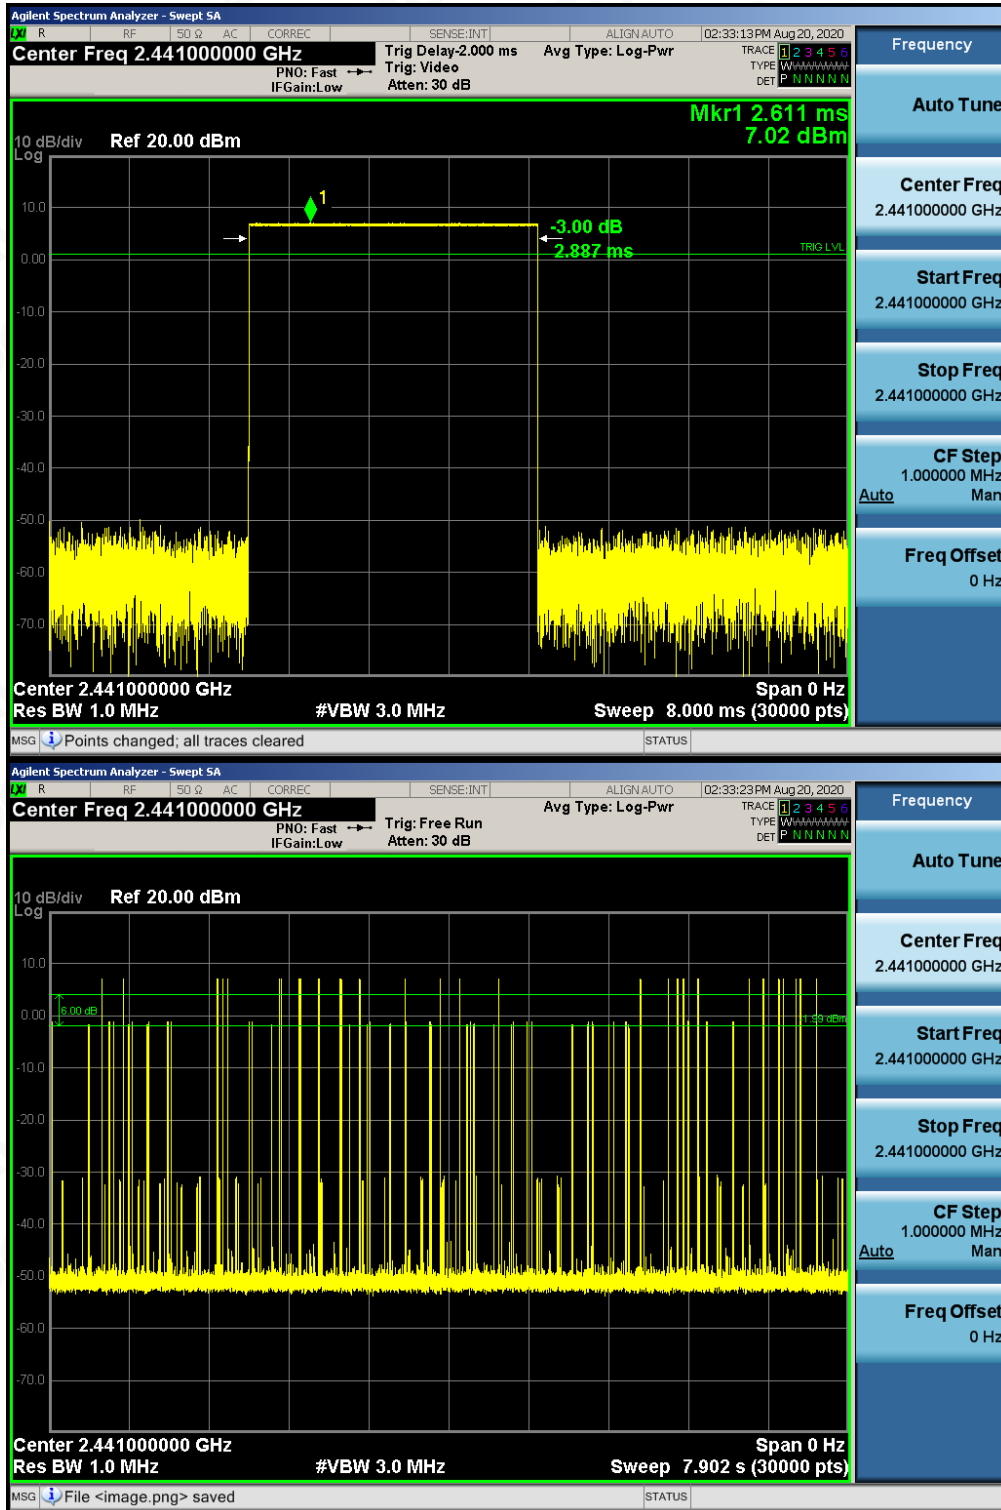 Agilent Spectrum Analyzer - Swept SA
LXI R RF 50 Ω AC CORREC SENSE:INT ALIGN AUTO 02:33:13 PM Aug 20, 2020
Center Freq 2.441000000 GHz
PNO: Fast
IFGain:Low
Trig Delay-2.000 ms
Trig: Video
Atten: 30 dB
Avg Type: Log-Pwr
TRACE 1 2 3 4 5 6
TYPE WWWWWW
DET P N N N N N
Mkr1 2.611 ms
7.02 dBm
10 dB/div Ref 20.00 dBm
Log
10.0
1
-3.00 dB
2.887 ms
TRIG LVL
0.00
-10.0
-20.0
-30.0
-40.0
-50.0
-60.0
-70.0
Center 2.441000000 GHz Span 0 Hz
Res BW 1.0 MHz #VBW 3.0 MHz Sweep 8.000 ms (30000 pts)
MSG Points changed; all traces cleared STATUS
Frequency
Auto Tune
Center Freq
2.441000000 GHz
Start Freq
2.441000000 GHz
Stop Freq
2.441000000 GHz
CF Step
1.000000 MHz
Auto Man
Freq Offset
0 Hz
Agilent Spectrum Analyzer - Swept SA
LXI R RF 50 Ω AC CORREC SENSE:INT ALIGN AUTO 02:33:23 PM Aug 20, 2020
Center Freq 2.441000000 GHz
PNO: Fast
IFGain:Low
Trig: Free Run
Atten: 30 dB
Avg Type: Log-Pwr
TRACE 1 2 3 4 5 6
TYPE WWWWWW
DET P N N N N N
10 dB/div Ref 20.00 dBm
Log
10.0
6.00 dB
0.00
-10.0
-20.0
-30.0
-40.0
-50.0
-60.0
-70.0
Center 2.441000000 GHz Span 0 Hz
Res BW 1.0 MHz #VBW 3.0 MHz Sweep 7.902 s (30000 pts)
MSG File <image.png> saved STATUS
Frequency
Auto Tune
Center Freq
2.441000000 GHz
Start Freq
2.441000000 GHz
Stop Freq
2.441000000 GHz
CF Step
1.000000 MHz
Auto Man
Freq Offset
0 Hz